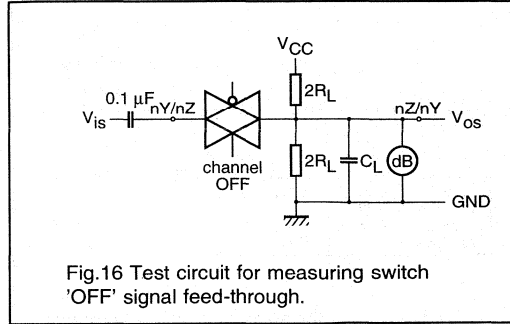 VCC
0.1 µF
nY/nZ
2RL
nZ/nY
Vis
Vos
channel
OFF
2RL
CL
dB
GND
Fig.16 Test circuit for measuring switch
'OFF' signal feed-through.